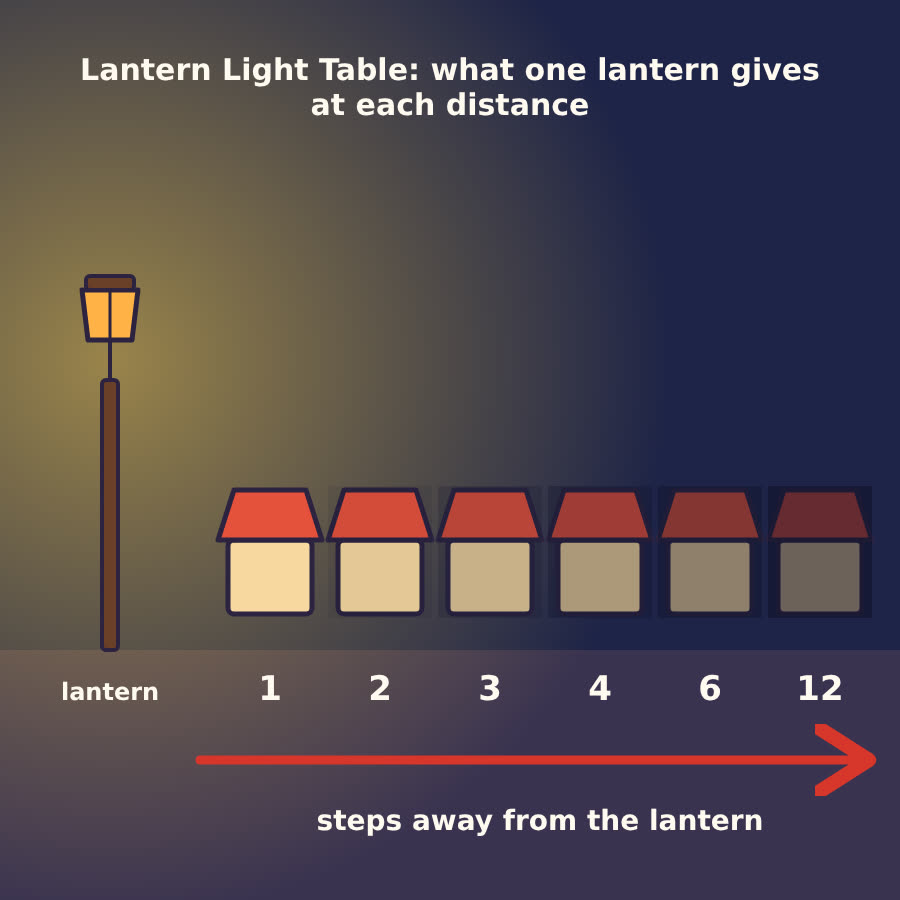 Lantern Light Table: what one lantern gives
at each distance
lantern 1 2 3 4 6 12
steps away from the lantern